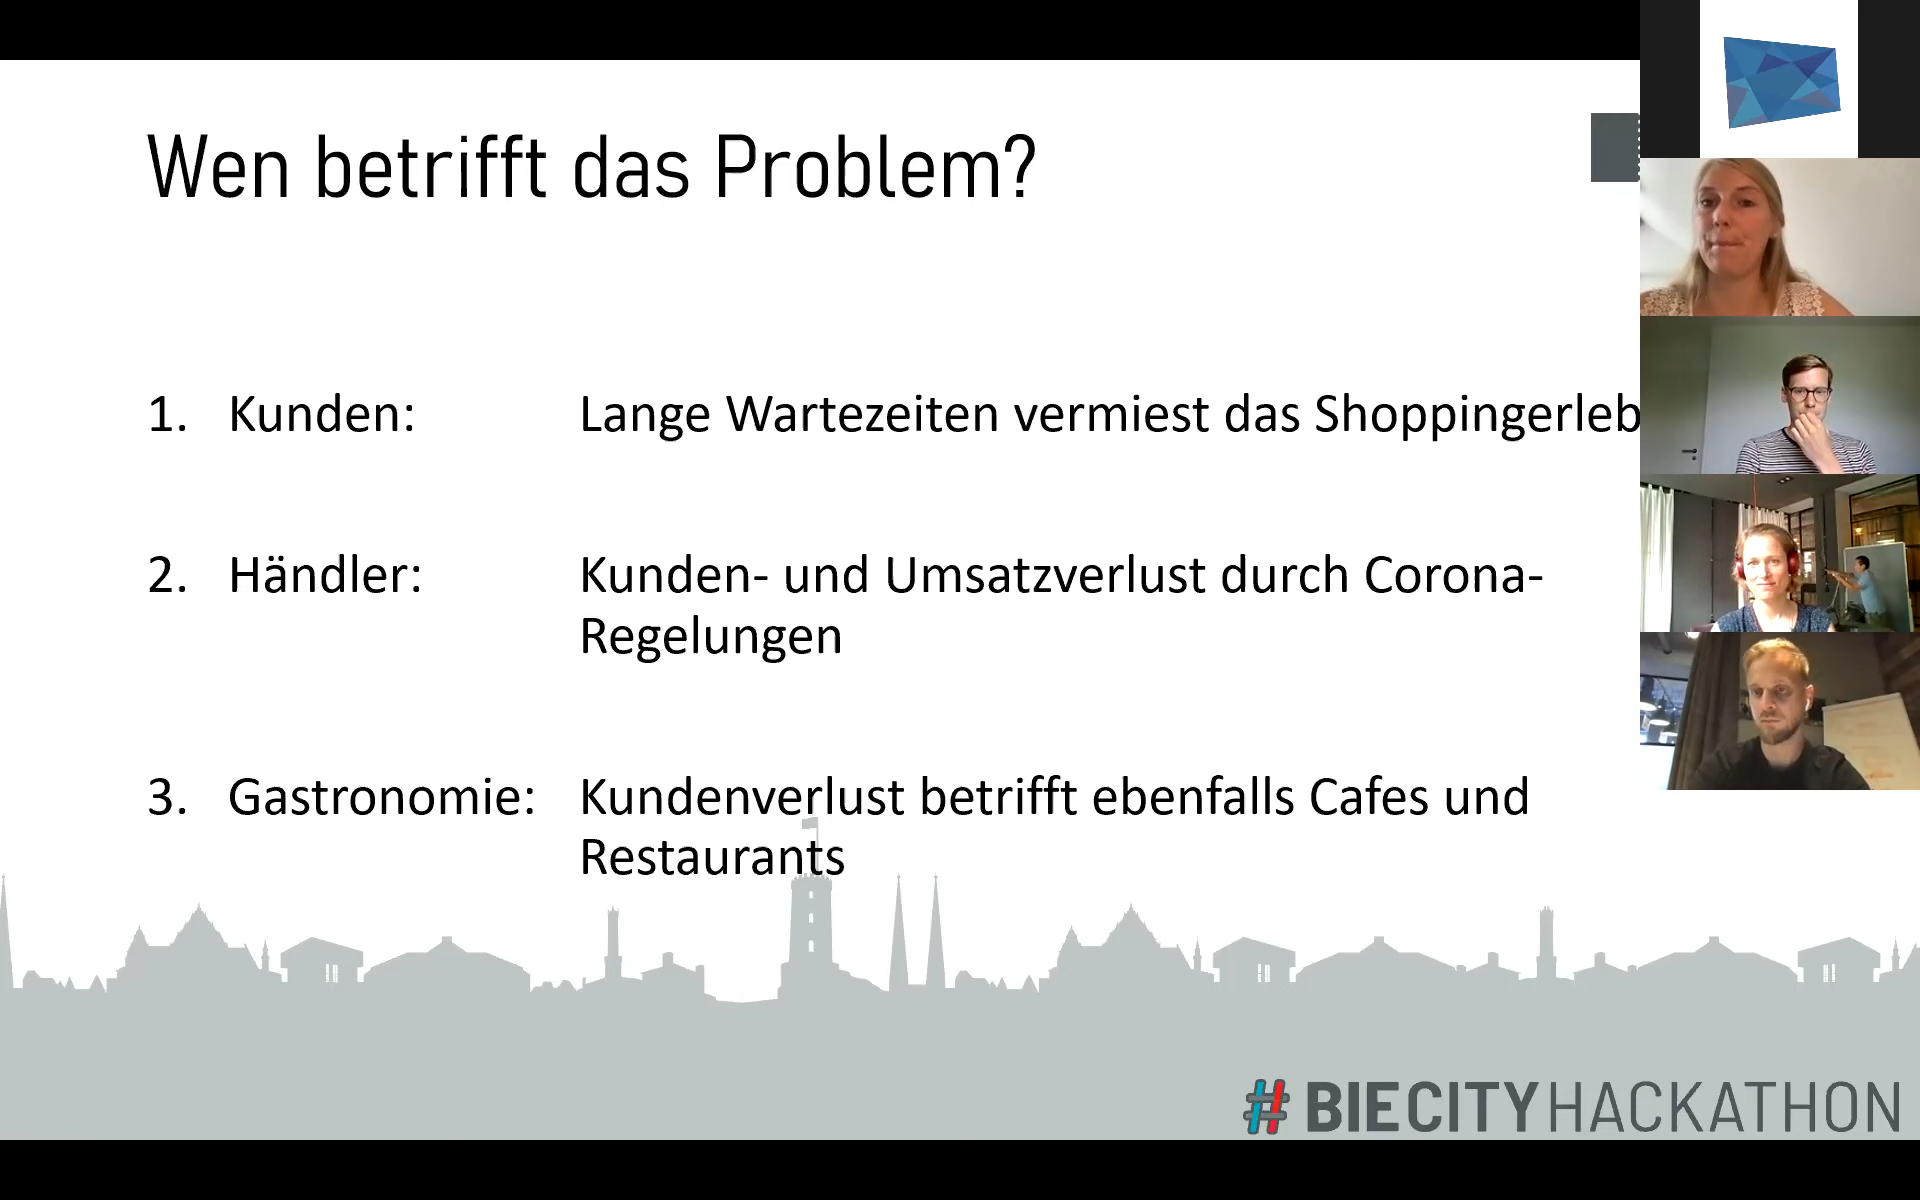 Wen betrifft das Problem?
1. Kunden: Lange Wartezeiten vermiest das Shoppingerleb
2. Händler: Kunden- und Umsatzverlust durch Corona-
Regelungen
3. Gastronomie: Kundenverlust betrifft ebenfalls Cafes und
Restaurants
#BIECITYHACKATHON